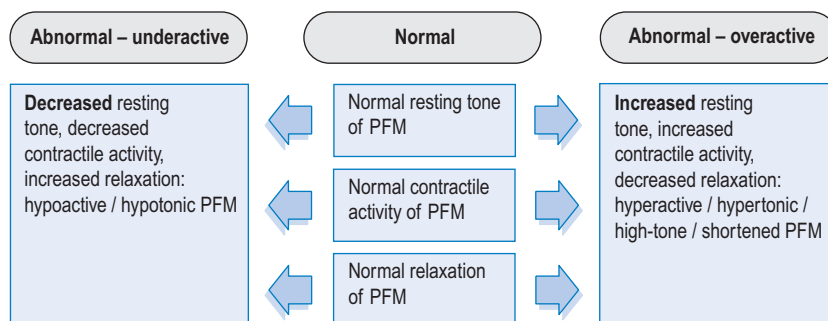 Abnormal – underactive
Normal
Abnormal – overactive
Decreased resting
tone, decreased
contractile activity,
increased relaxation:
hypoactive / hypotonic PFM
Normal resting tone
of PFM
Normal contractile
activity of PFM
Normal relaxation
of PFM
Increased resting
tone, increased
contractile activity,
decreased relaxation:
hyperactive / hypertonic /
high-tone / shortened PFM